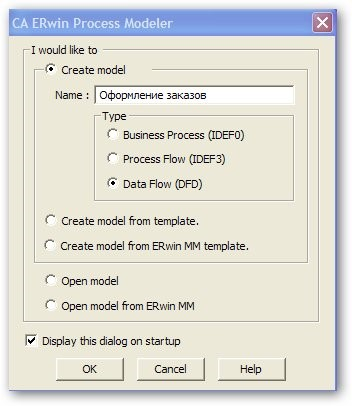 CA ERwin Process Modeler
I would like to
Create model
Name :
Оформление заказов
Type
Business Process (IDEF0)
Process Flow (IDEF3)
Data Flow (DFD)
Create model from template.
Create model from ERwin MM template.
Open model
Open model from ERwin MM
Display this dialog on startup
OK
Cancel
Help